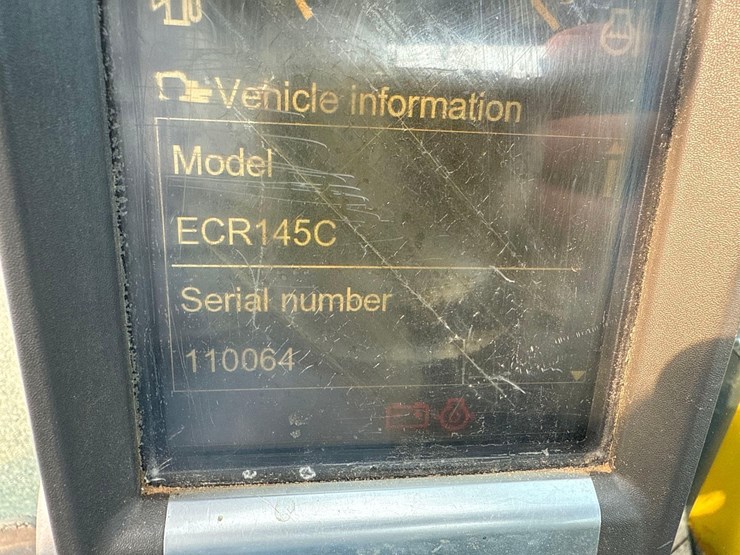 Vehicle information
Model
ECR145C
Serial number
110064